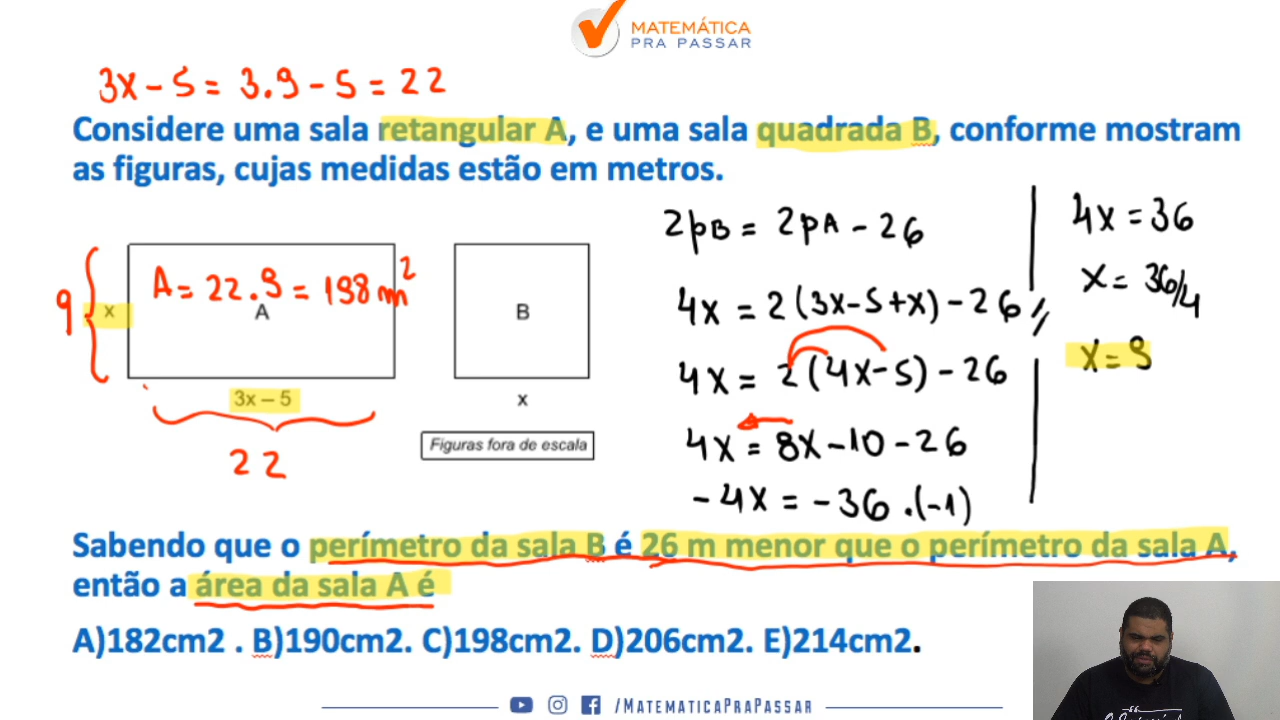 MATEMÁTICA
PRA PASSAR
3x - 5 = 3.9 - 5 = 22
Considere uma sala retangular A, e uma sala quadrada B, conforme mostram
as figuras, cujas medidas estão em metros.
9
x
A = 22.9 = 198 m²
A
3x – 5
22
B
x
Figuras fora de escala
2pB = 2pA - 26
4x = 2(3x-5+x) - 26
4x = 2(4x-5) - 26
4x = 8x - 10 - 26
-4x = -36 .(-1)
4x = 36
x = 36/4
x = 9
Sabendo que o perímetro da sala B é 26 m menor que o perímetro da sala A,
então a área da sala A é
A)182cm2 . B)190cm2. C)198cm2. D)206cm2. E)214cm2.
/MatematicaPraPassar